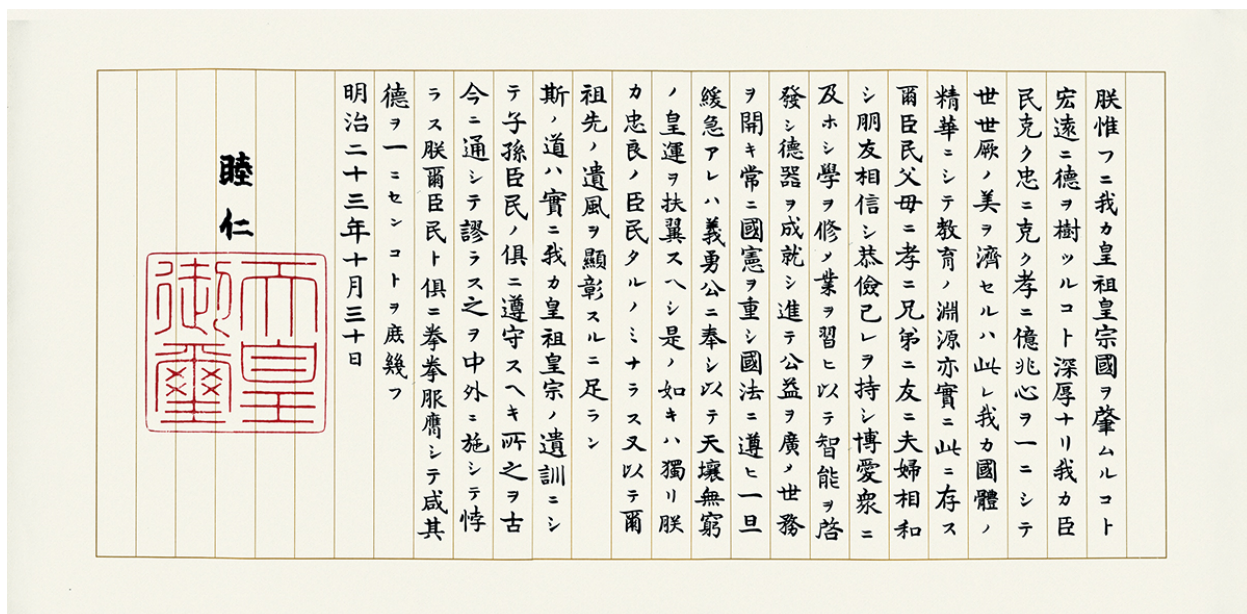 朕惟フニ我カ皇祖皇宗國ヲ肇ムルコト
宏遠ニ德ヲ樹ツルコト深厚ナリ我カ臣
民克ク忠ニ克ク孝ニ億兆心ヲ一ニシテ
世世厥ノ美ヲ濟セルハ此レ我カ國體ノ
精華ニシテ敎育ノ淵源亦實ニ此ニ存ス
爾臣民父母ニ孝ニ兄弟ニ友ニ夫婦相和
シ朋友相信シ恭儉己レヲ持シ博愛衆ニ
及ホシ學ヲ修メ業ヲ習ヒ以テ智能ヲ啓
發シ德器ヲ成就シ進テ公益ヲ廣メ世務
ヲ開キ常ニ國憲ヲ重シ國法ニ遵ヒ一旦
緩急アレハ義勇公ニ奉シ以テ天壤無窮
ノ皇運ヲ扶翼スヘシ是ノ如キハ獨リ朕
カ忠良ノ臣民タルノミナラス又以テ爾
祖先ノ遺風ヲ顯彰スルニ足ラン
斯ノ道ハ實ニ我カ皇祖皇宗ノ遺訓ニシ
テ子孫臣民ノ俱ニ遵守スヘキ所之ヲ古
今ニ通シテ謬ラス之ヲ中外ニ施シテ悖
ラス朕爾臣民ト俱ニ拳拳服膺シテ咸其
德ヲ一ニセンコトヲ庶幾フ
明治二十三年十月三十日
睦仁
天皇
御璽